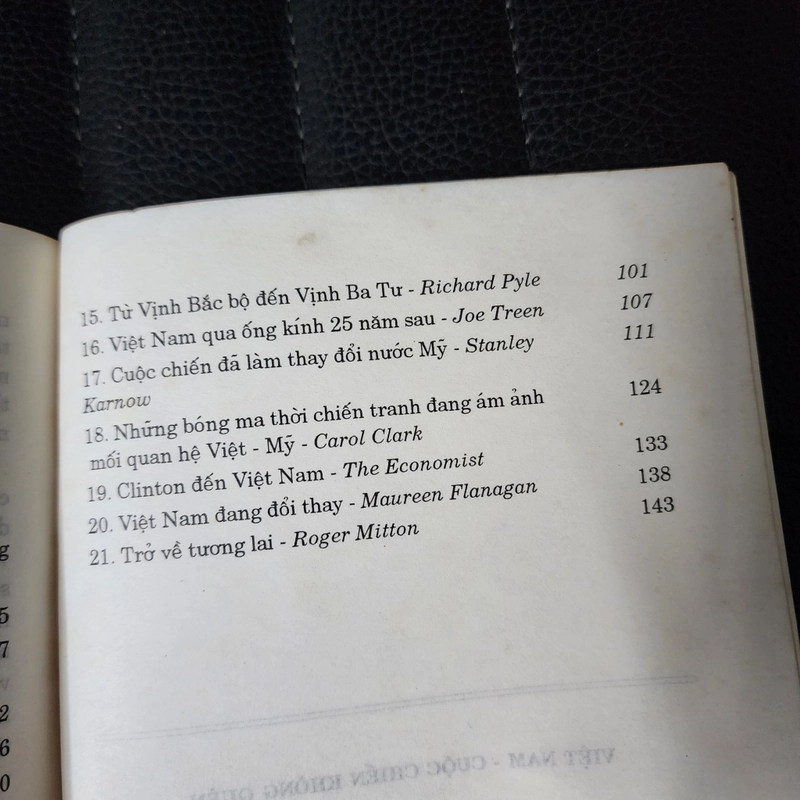 15. Từ Vịnh Bắc bộ đến Vịnh Ba Tư - Richard Pyle 101
16. Việt Nam qua ống kính 25 năm sau - Joe Treen 107
17. Cuộc chiến đã làm thay đổi nước Mỹ - Stanley 111
Karnow
18. Những bóng ma thời chiến tranh đang ám ảnh 124
mối quan hệ Việt - Mỹ - Carol Clark
19. Clinton đến Việt Nam - The Economist 133
20. Việt Nam đang đổi thay - Maureen Flanagan 138
21. Trở về tương lai - Roger Mitton 143